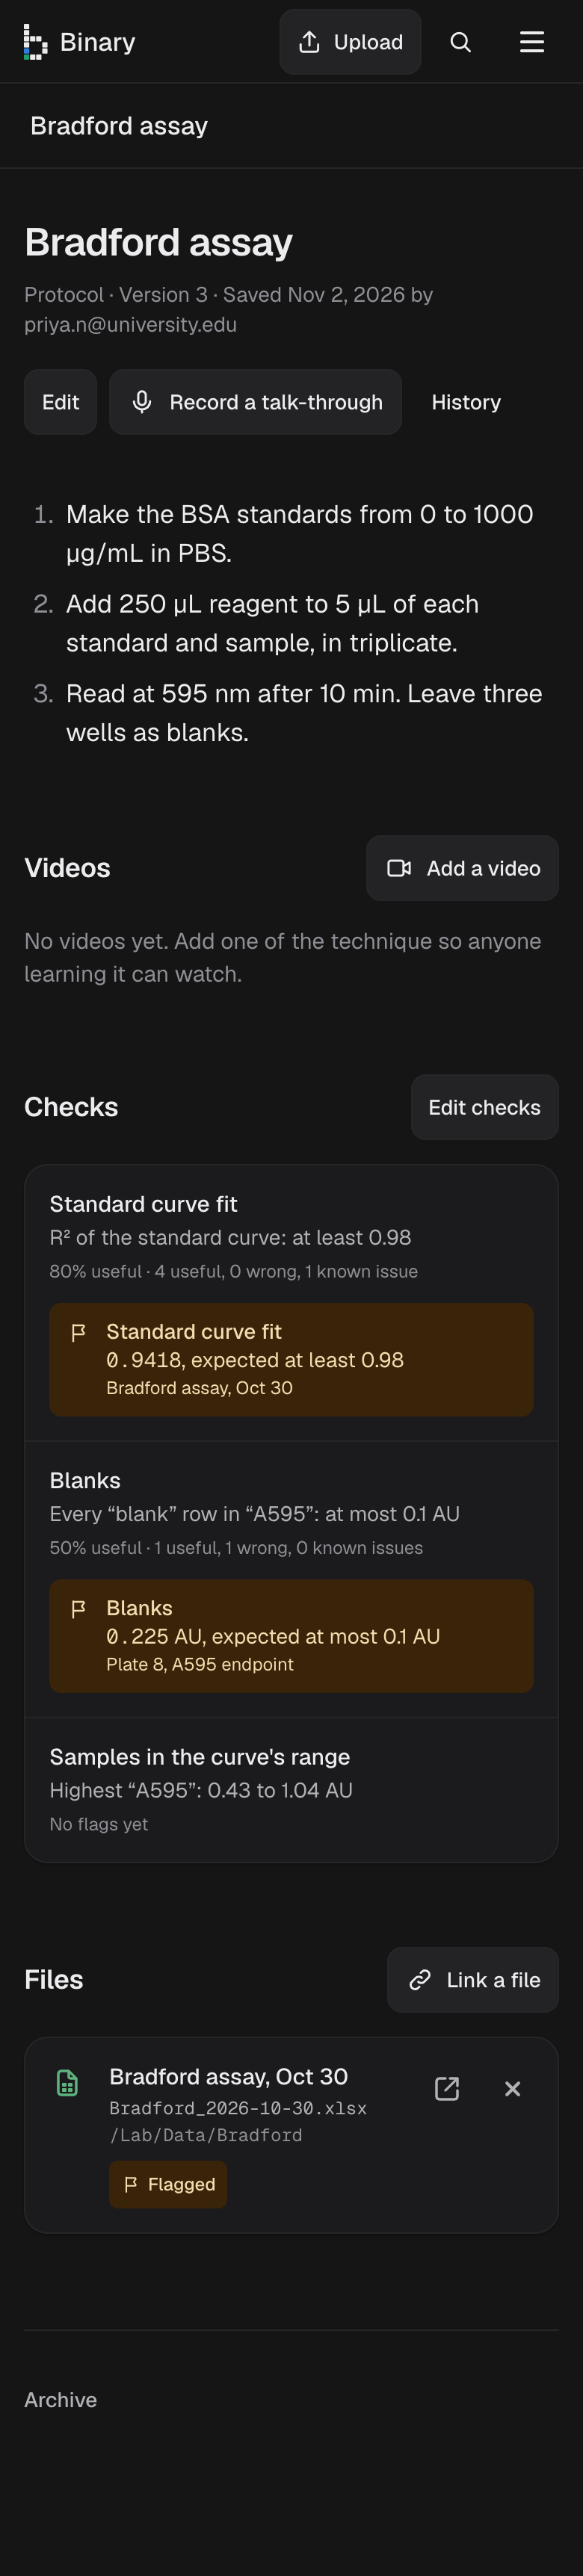 Binary
Upload
Bradford assay
Bradford assay
Protocol · Version 3 · Saved Nov 2, 2026 by
priya.n@university.edu
Edit
Record a talk-through
History
1. Make the BSA standards from 0 to 1000
µg/mL in PBS.
2. Add 250 µL reagent to 5 µL of each
standard and sample, in triplicate.
3. Read at 595 nm after 10 min. Leave three
wells as blanks.
Videos
Add a video
No videos yet. Add one of the technique so anyone
learning it can watch.
Checks
Edit checks
Standard curve fit
R² of the standard curve: at least 0.98
80% useful · 4 useful, 0 wrong, 1 known issue
Standard curve fit
0.9418, expected at least 0.98
Bradford assay, Oct 30
Blanks
Every “blank” row in “A595”: at most 0.1 AU
50% useful · 1 useful, 1 wrong, 0 known issues
Blanks
0.225 AU, expected at most 0.1 AU
Plate 8, A595 endpoint
Samples in the curve's range
Highest “A595”: 0.43 to 1.04 AU
No flags yet
Files
Link a file
Bradford assay, Oct 30
Bradford_2026-10-30.xlsx
/Lab/Data/Bradford
Flagged
Archive